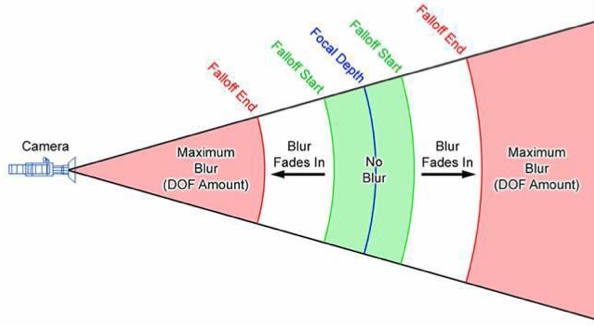 Falloff End
Falloff Start
Focal Depth
Falloff Start
Falloff End
Camera
Maximum
Blur
(DOF Amount)
Blur
Fades In
No
Blur
Blur
Fades In
Maximum
Blur
(DOF Amount)